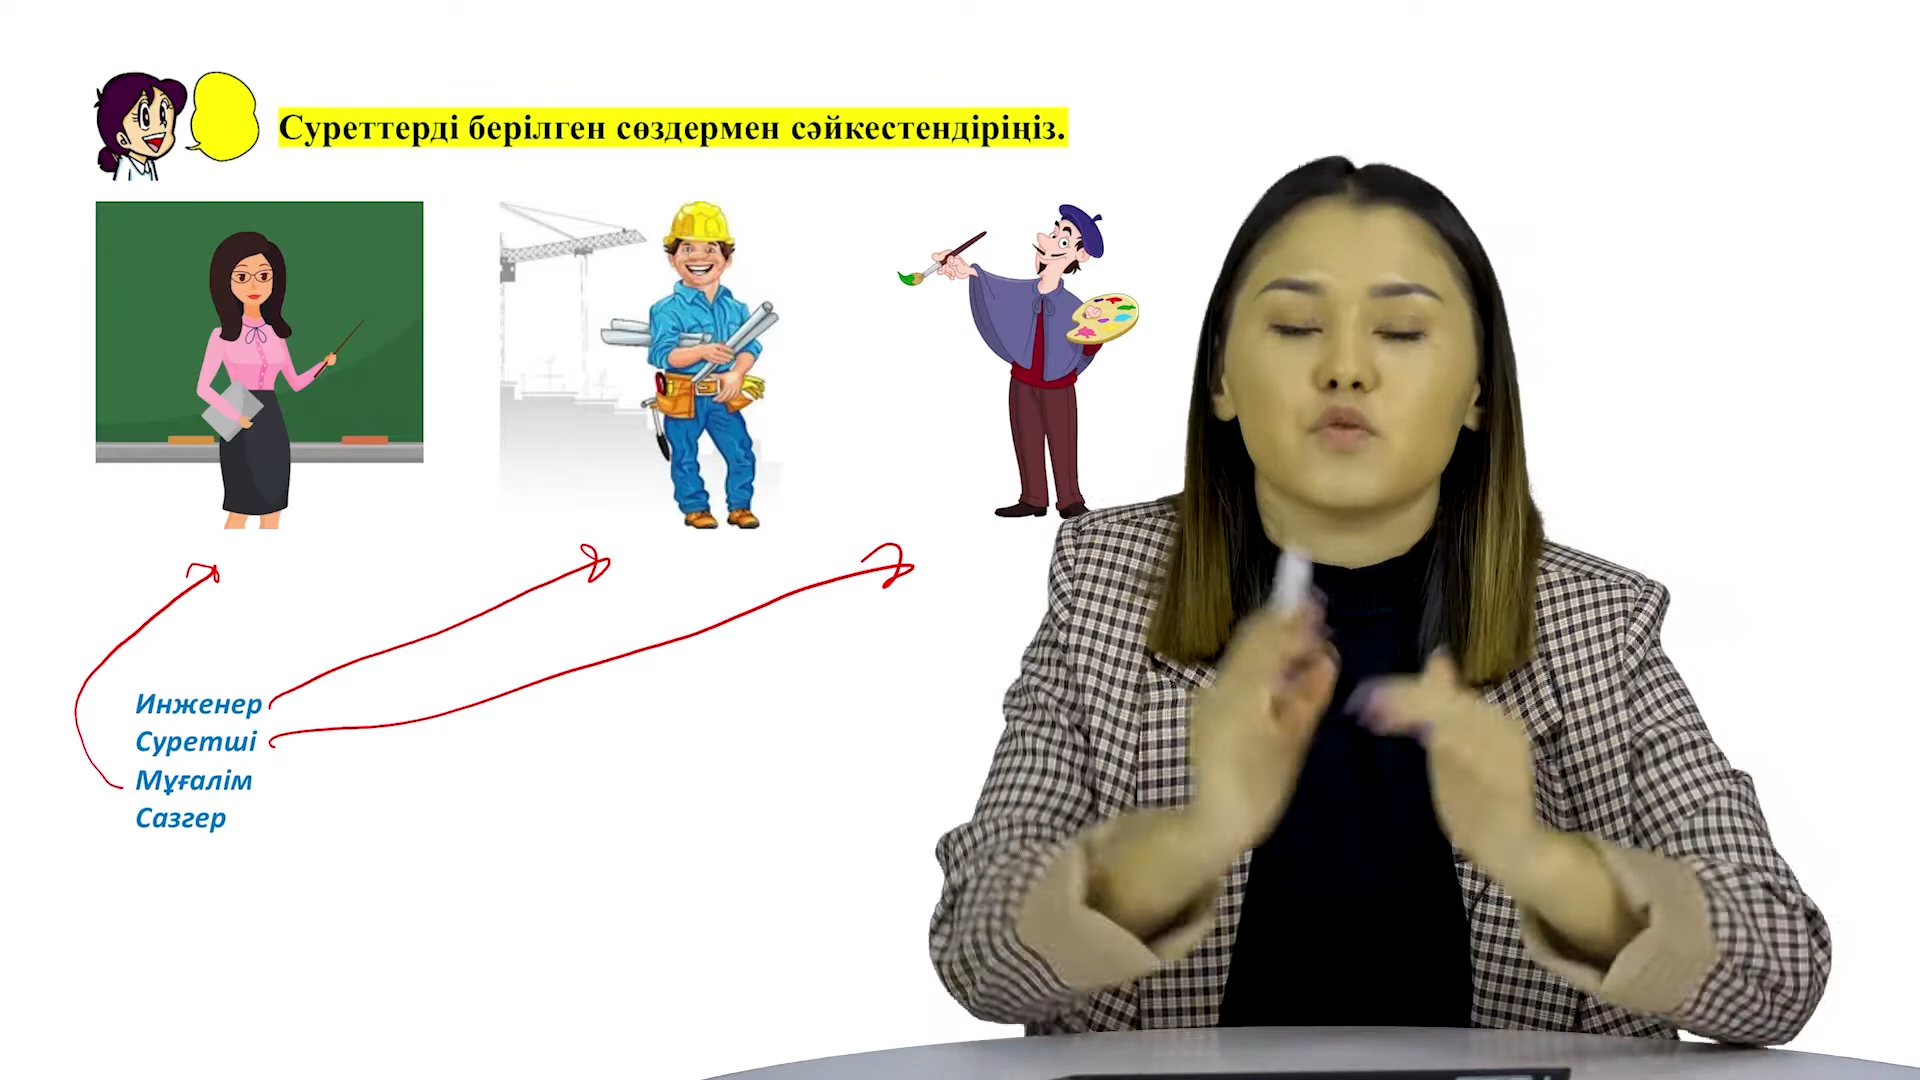 Суреттерді берілген сөздермен сәйкестендіріңіз.
Инженер
Суретші
Мұғалім
Сазгер